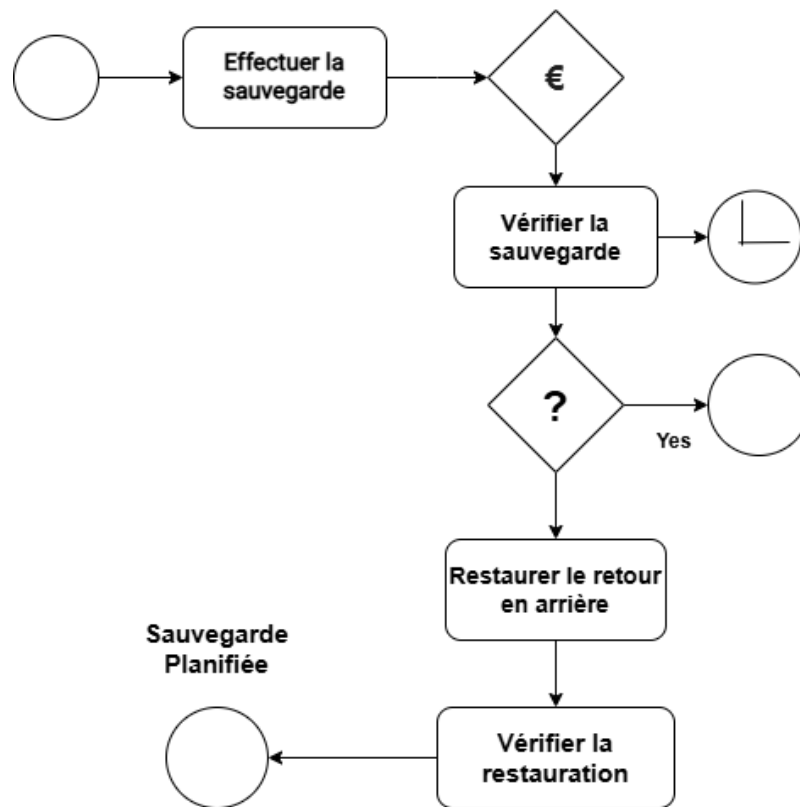 Effectuer la
sauvegarde
€
Vérifier la
sauvegarde
?
Yes
Restaurer le retour
en arrière
Sauvegarde
Planifiée
Vérifier la
restauration